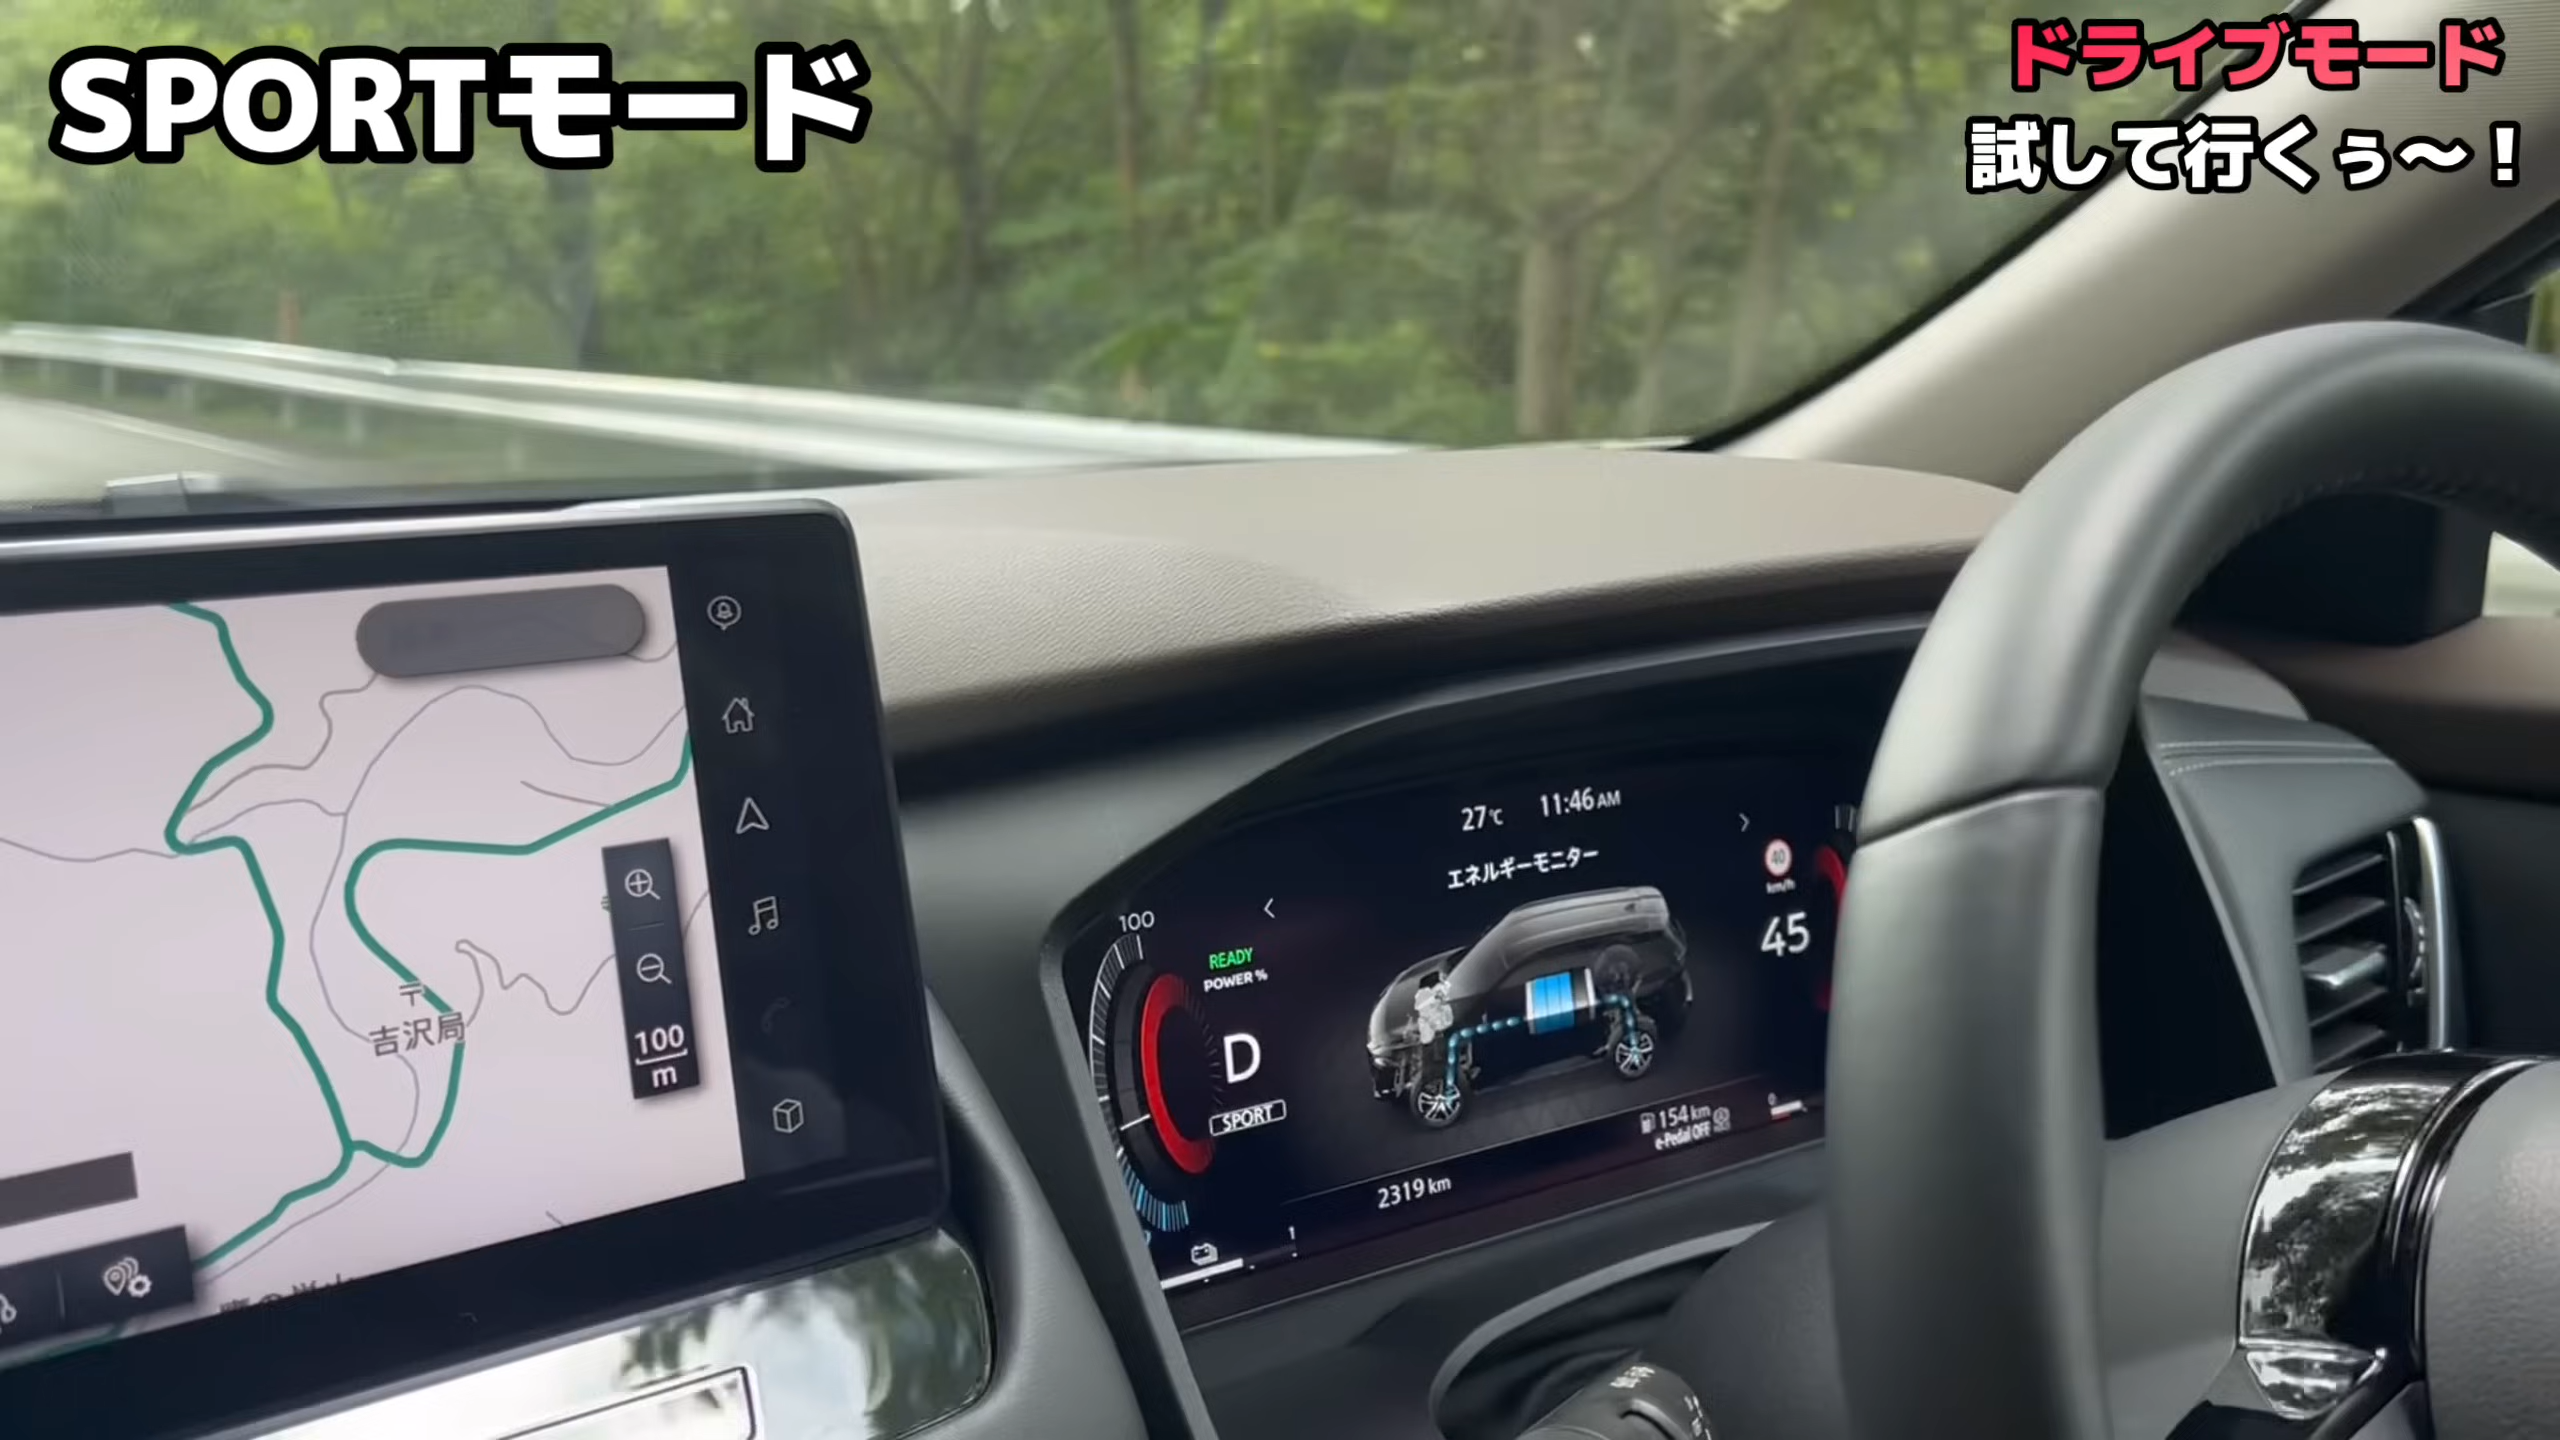 SPORTモード
ドライブモード
試して行くぅ〜！
吉沢局
100
m
27℃ 11:46 AM
エネルギーモニター
40
km/h
45
100
READY
POWER %
D
SPORT
154 km
e-Pedal OFF
0
2319 km
1